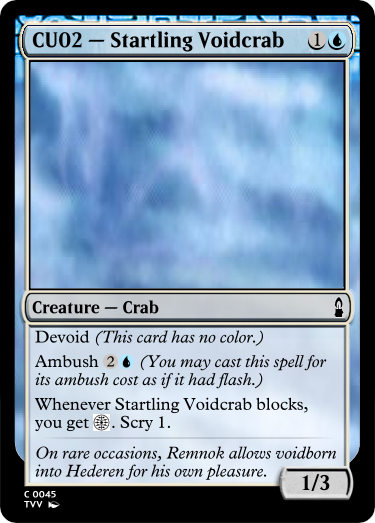 CU02 — Startling Voidcrab 1
Creature — Crab
Devoid (This card has no color.)
Ambush 2 (You may cast this spell for
its ambush cost as if it had flash.)
Whenever Startling Voidcrab blocks,
you get . Scry 1.
On rare occasions, Remnok allows voidborn
into Hederen for his own pleasure.
1/3
C 0045
TVV